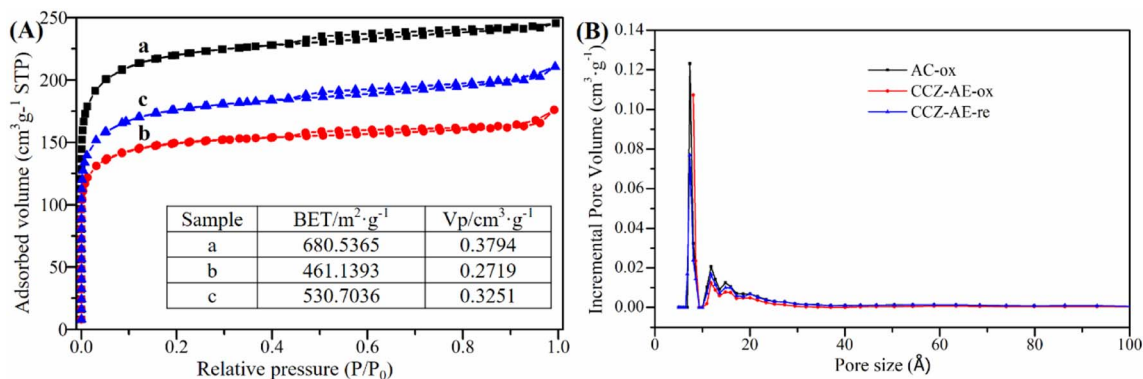 (A)
250
200
150
100
50
0
Adsorbed volume (cm³g-¹ STP)
a
c
b
Sample BET/m²·g⁻¹ Vp/cm³·g⁻¹
a 680.5365 0.3794
b 461.1393 0.2719
c 530.7036 0.3251
0.0 0.2 0.4 0.6 0.8 1.0
Relative pressure (P/P₀)
(B)
0.14
0.12
0.10
0.08
0.06
0.04
0.02
0.00
Incremental Pore Volume (cm³·g⁻¹)
AC-ox
CCZ-AE-ox
CCZ-AE-re
0 20 40 60 80 100
Pore size (Å)